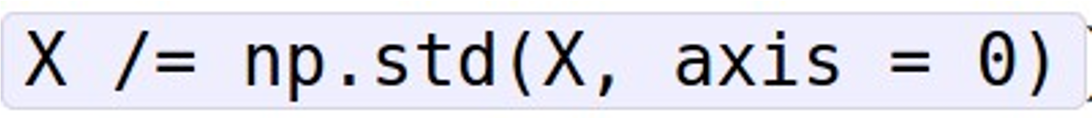 X /= np.std(X, axis = 0)